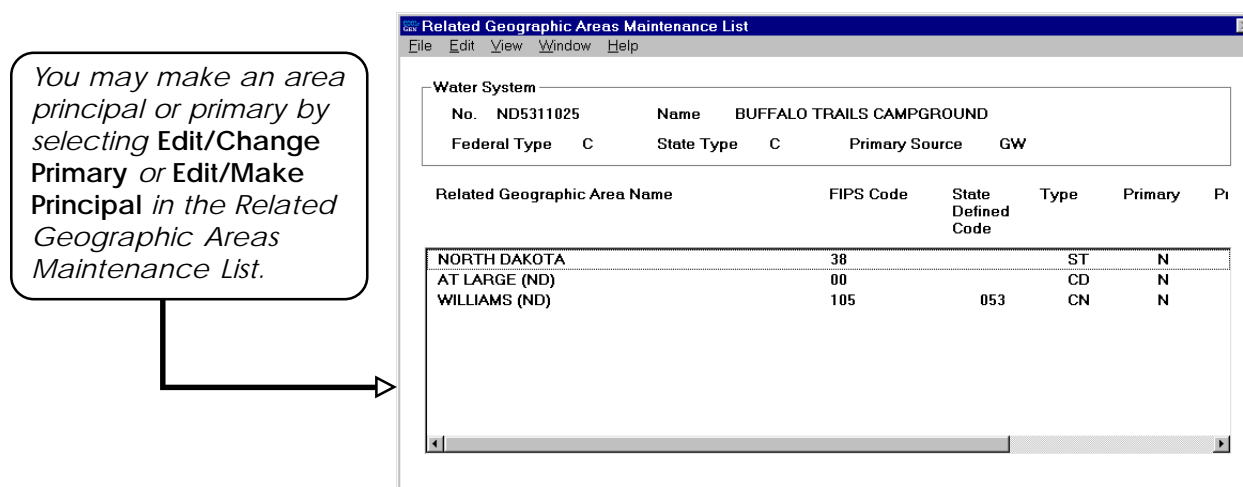 You may make an area
principal or primary by
selecting Edit/Change
Primary or Edit/Make
Principal in the Related
Geographic Areas
Maintenance List.
Related Geographic Areas Maintenance List
File Edit View Window Help
Water System
No. ND5311025 Name BUFFALO TRAILS CAMPGROUND
Federal Type C State Type C Primary Source GW
Related Geographic Area Name FIPS Code State Defined Code Type Primary
NORTH DAKOTA 38 ST N
AT LARGE (ND) 00 CD N
WILLIAMS (ND) 105 053 CN N